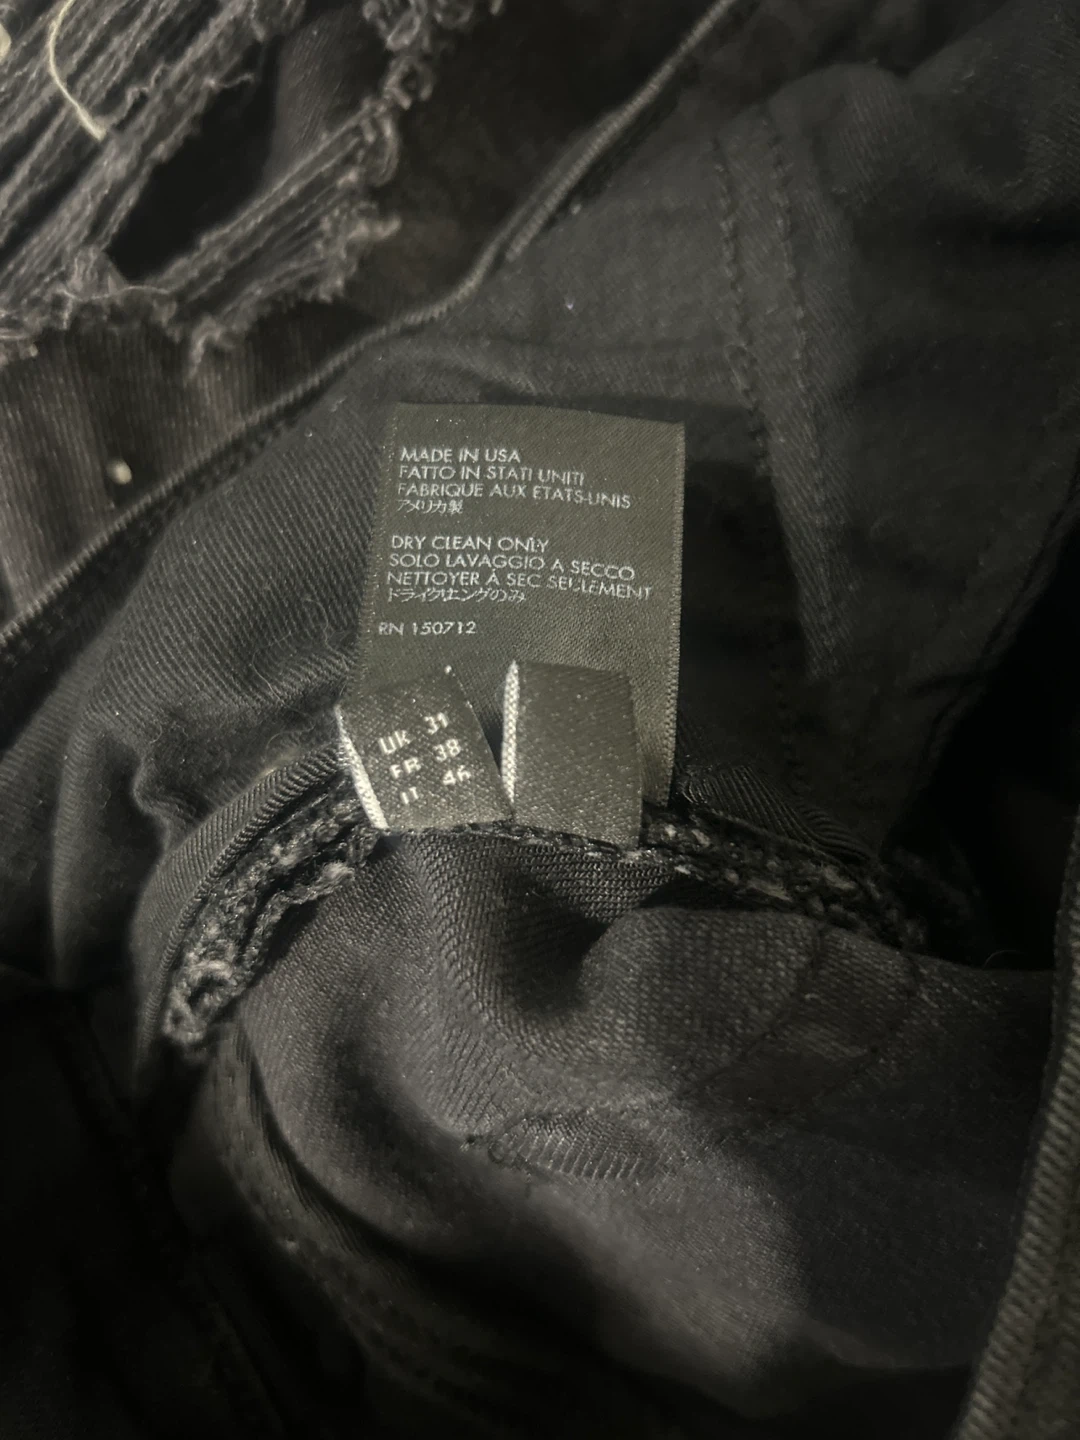 MADE IN USA
FATTO IN STATI UNITI
FABRIQUE AUX ETATS-UNIS
アメリカ製
DRY CLEAN ONLY
SOLO LAVAGGIO A SECCO
NETTOYER À SEC SEULEMENT
ドライクリーニングのみ
RN 150712
UK 31
FR 38
IT 46